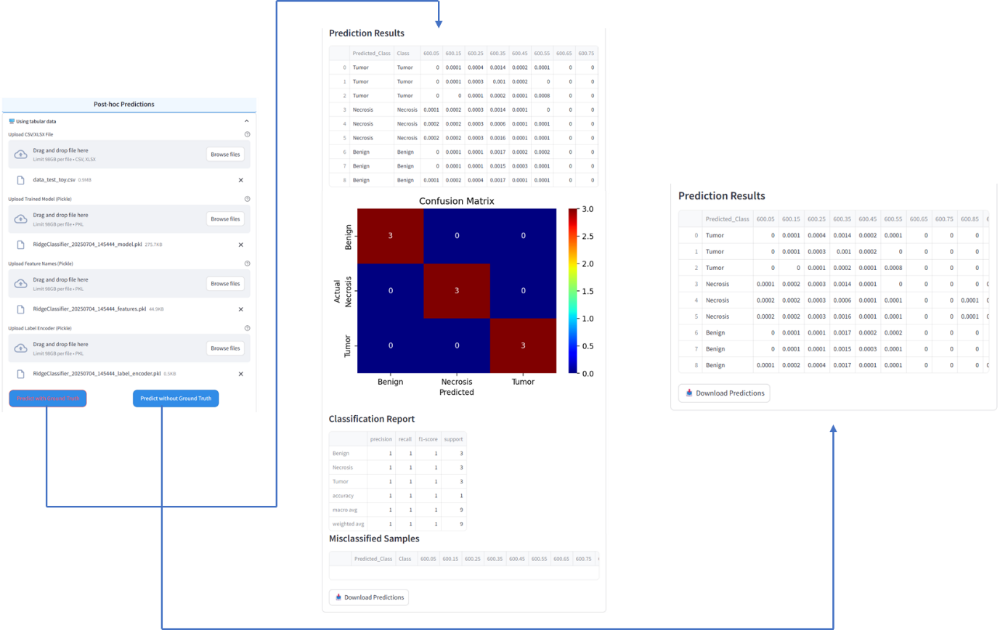 Post-hoc Predictions
Using tabular data
Upload CSV/XLSX File
Drag and drop file here
Limit 98GB per file • CSV, XLSX
Browse files
data_test_toy.csv 0.9MB
Upload Trained Model (Pickle)
Drag and drop file here
Limit 98GB per file • PKL
Browse files
RidgeClassifier_20250704_145444_model.pkl 275.7KB
Upload Feature Names (Pickle)
Drag and drop file here
Limit 98GB per file • PKL
Browse files
RidgeClassifier_20250704_145444_features.pkl 44.9KB
Upload Label Encoder (Pickle)
Drag and drop file here
Limit 98GB per file • PKL
Browse files
RidgeClassifier_20250704_145444_label_encoder.pkl 0.5KB
Predict with Ground Truth
Predict without Ground Truth
Prediction Results
Predicted_Class Class 600.05 600.15 600.25 600.35 600.45 600.55 600.65 600.75
0 Tumor Tumor 0 0.0001 0.0004 0.0014 0.0002 0.0001 0 0
1 Tumor Tumor 0 0.0001 0.0003 0.001 0.0002 0 0 0
2 Tumor Tumor 0 0 0.0001 0.0002 0.0001 0.0008 0 0
3 Necrosis Necrosis 0.0001 0.0002 0.0003 0.0014 0.0001 0 0 0
4 Necrosis Necrosis 0.0002 0.0002 0.0003 0.0006 0.0001 0.0001 0 0
5 Necrosis Necrosis 0.0002 0.0002 0.0003 0.0016 0.0001 0.0001 0 0
6 Benign Benign 0 0.0001 0.0001 0.0017 0.0002 0.0002 0 0
7 Benign Benign 0 0.0001 0.0001 0.0015 0.0003 0.0001 0 0
8 Benign Benign 0.0001 0.0002 0.0004 0.0017 0.0001 0.0001 0 0
Confusion Matrix
Actual
Benign 3 0 0
Necrosis 0 3 0
Tumor 0 0 3
Benign Necrosis Tumor
Predicted
3.0
2.5
2.0
1.5
1.0
0.5
0.0
Classification Report
precision recall f1-score support
Benign 1 1 1 3
Necrosis 1 1 1 3
Tumor 1 1 1 3
accuracy 1 1 1 1
macro avg 1 1 1 9
weighted avg 1 1 1 9
Misclassified Samples
Predicted_Class Class 600.05 600.15 600.25 600.35 600.45 600.55 600.65 600.75
Download Predictions
Prediction Results
Predicted_Class 600.05 600.15 600.25 600.35 600.45 600.55 600.65 600.75 600.85
0 Tumor 0 0.0001 0.0004 0.0014 0.0002 0.0001 0 0 0
1 Tumor 0 0.0001 0.0003 0.001 0.0002 0 0 0 0
2 Tumor 0 0 0.0001 0.0002 0.0001 0.0008 0 0 0
3 Necrosis 0.0001 0.0002 0.0003 0.0014 0.0001 0 0 0 0
4 Necrosis 0.0002 0.0002 0.0003 0.0006 0.0001 0.0001 0 0 0.0001
5 Necrosis 0.0002 0.0002 0.0003 0.0016 0.0001 0.0001 0 0 0.0001
6 Benign 0 0.0001 0.0001 0.0017 0.0002 0.0002 0 0 0
7 Benign 0 0.0001 0.0001 0.0015 0.0003 0.0001 0 0 0
8 Benign 0.0001 0.0002 0.0004 0.0017 0.0001 0.0001 0 0 0
Download Predictions